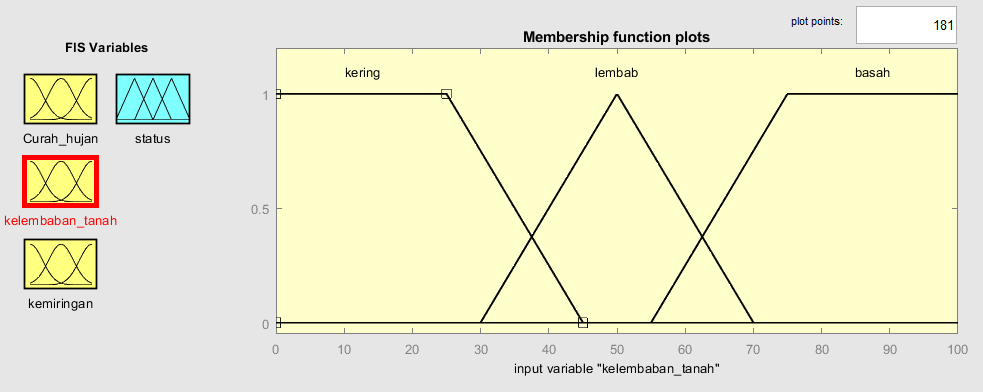 plot points:
181
FIS Variables
Membership function plots
Curah_hujan
status
kelembaban_tanah
kemiringan
kering
lembab
basah
1
0.5
0
0 10 20 30 40 50 60 70 80 90 100
input variable "kelembaban_tanah"